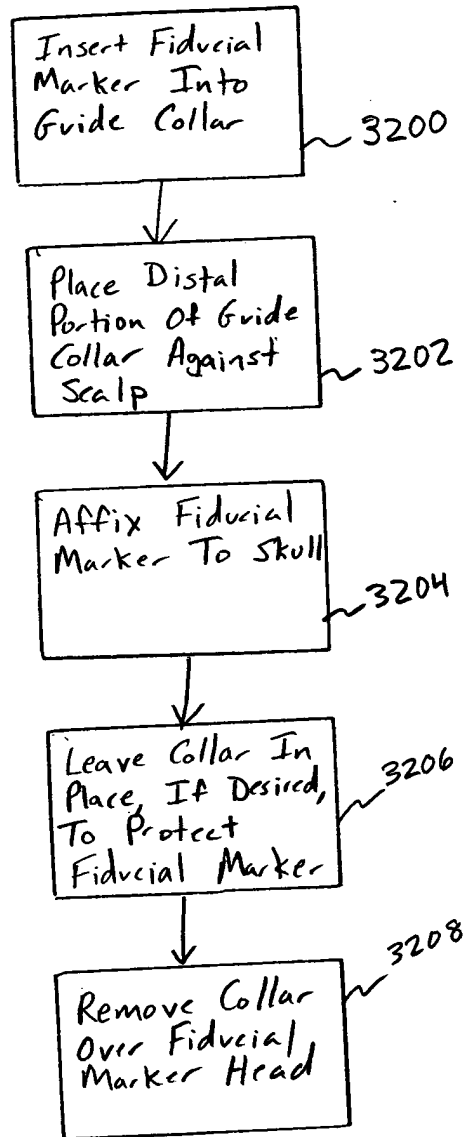 Insert Fiducial
Marker Into
Guide Collar
3200
Place Distal
Portion Of Guide
Collar Against
Scalp
3202
Affix Fiducial
Marker To Skull
3204
Leave Collar In
Place, If Desired,
To Protect
Fiducial Marker
3206
Remove Collar
Over Fiducial
Marker Head
3208